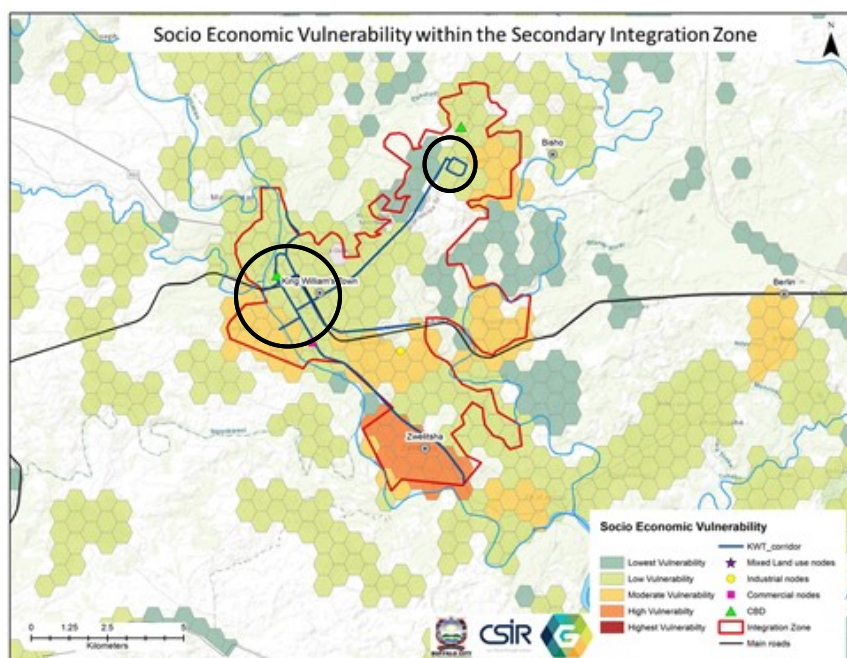 Socio Economic Vulnerability within the Secondary Integration Zone
N
Bisho
King William's Town
Berlin
Zwelitsha
Socio Economic Vulnerability
Lowest Vulnerability
Low Vulnerability
Moderate Vulnerability
High Vulnerability
Highest Vulnerability
KWT_corridor
Mixed Land use nodes
Industrial nodes
Commercial nodes
CBD
Integration Zone
Main roads
0 1.25 2.5 5
Kilometers
CSIR
G